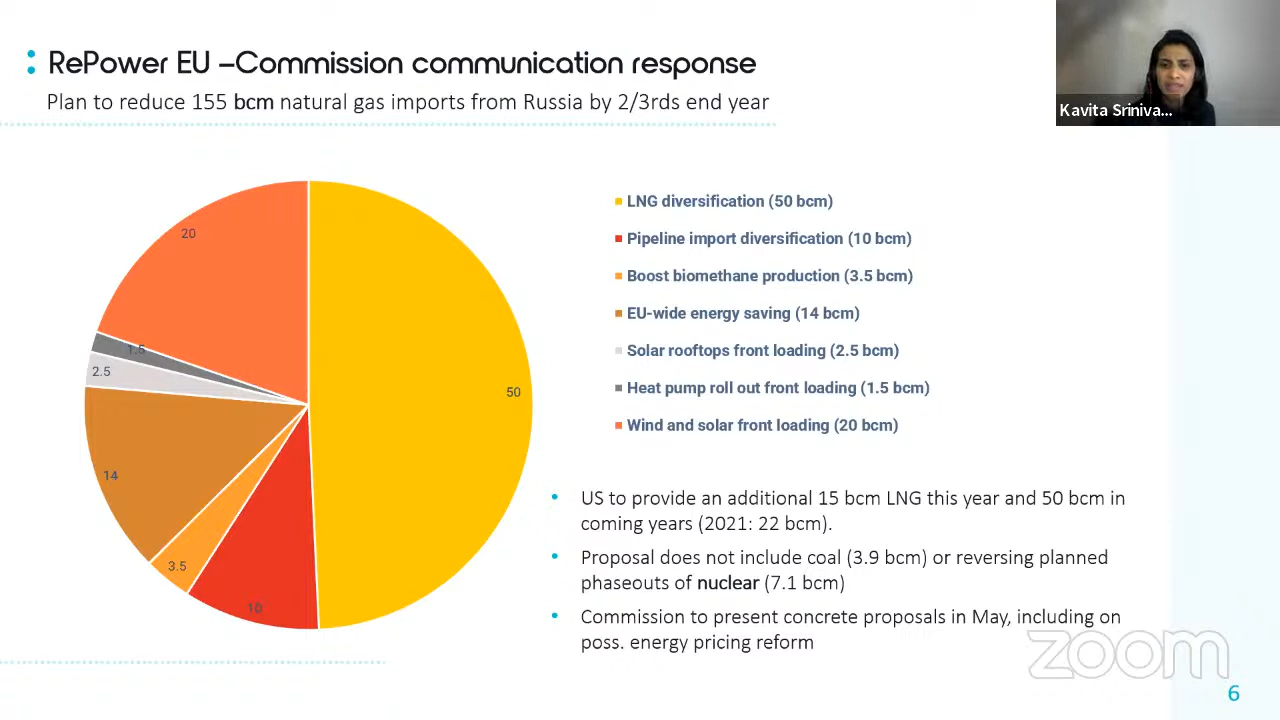 RePower EU –Commission communication response
Plan to reduce 155 bcm natural gas imports from Russia by 2/3rds end year
Kavita Sriniva...
20
1.5
2.5
14
3.5
10
50
LNG diversification (50 bcm)
Pipeline import diversification (10 bcm)
Boost biomethane production (3.5 bcm)
EU-wide energy saving (14 bcm)
Solar rooftops front loading (2.5 bcm)
Heat pump roll out front loading (1.5 bcm)
Wind and solar front loading (20 bcm)
• US to provide an additional 15 bcm LNG this year and 50 bcm in
coming years (2021: 22 bcm).
• Proposal does not include coal (3.9 bcm) or reversing planned
phaseouts of nuclear (7.1 bcm)
• Commission to present concrete proposals in May, including on
poss. energy pricing reform
zoom
6